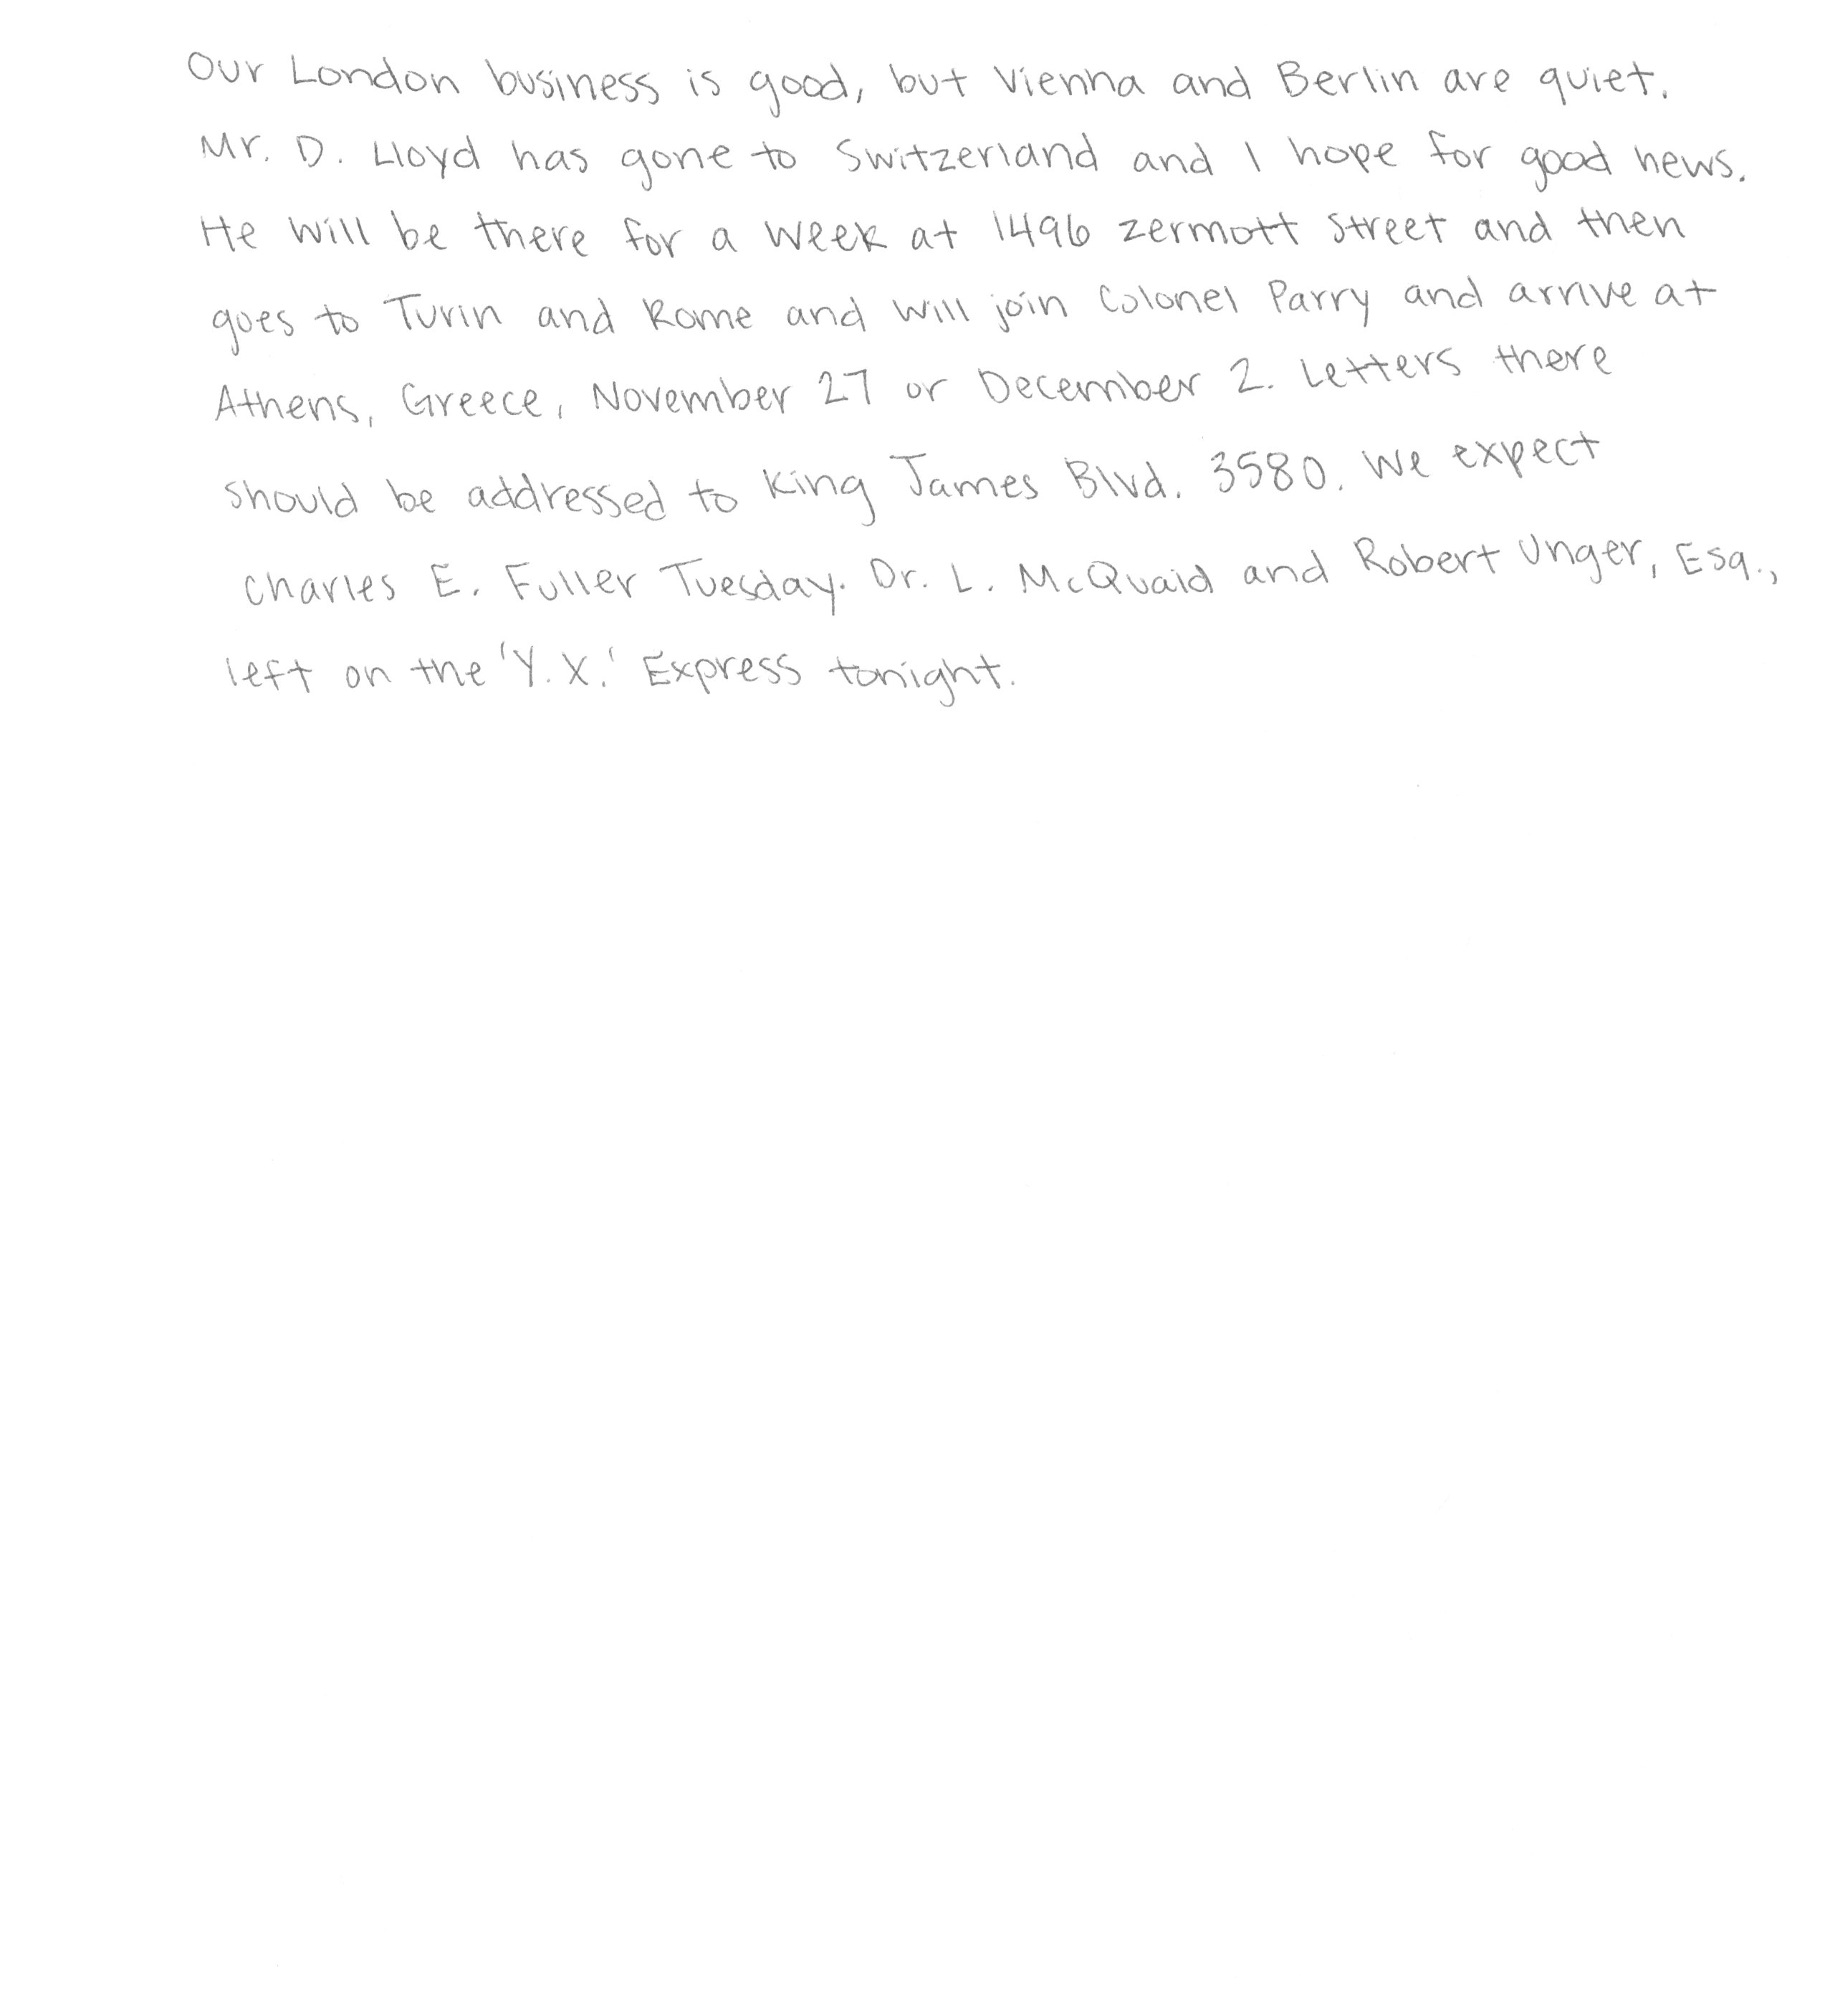 Our London business is good, but Vienna and Berlin are quiet.
Mr. D. Lloyd has gone to Switzerland and I hope for good news.
He will be there for a week at 1496 Zermott Street and then
goes to Turin and Rome and will join Colonel Parry and arrive at
Athens, Greece, November 27 or December 2. Letters there
should be addressed to King James Blvd. 3580. We expect
Charles E. Fuller Tuesday. Dr. L. McQuaid and Robert Unger, Esq.,
left on the 'Y. X.' Express tonight.